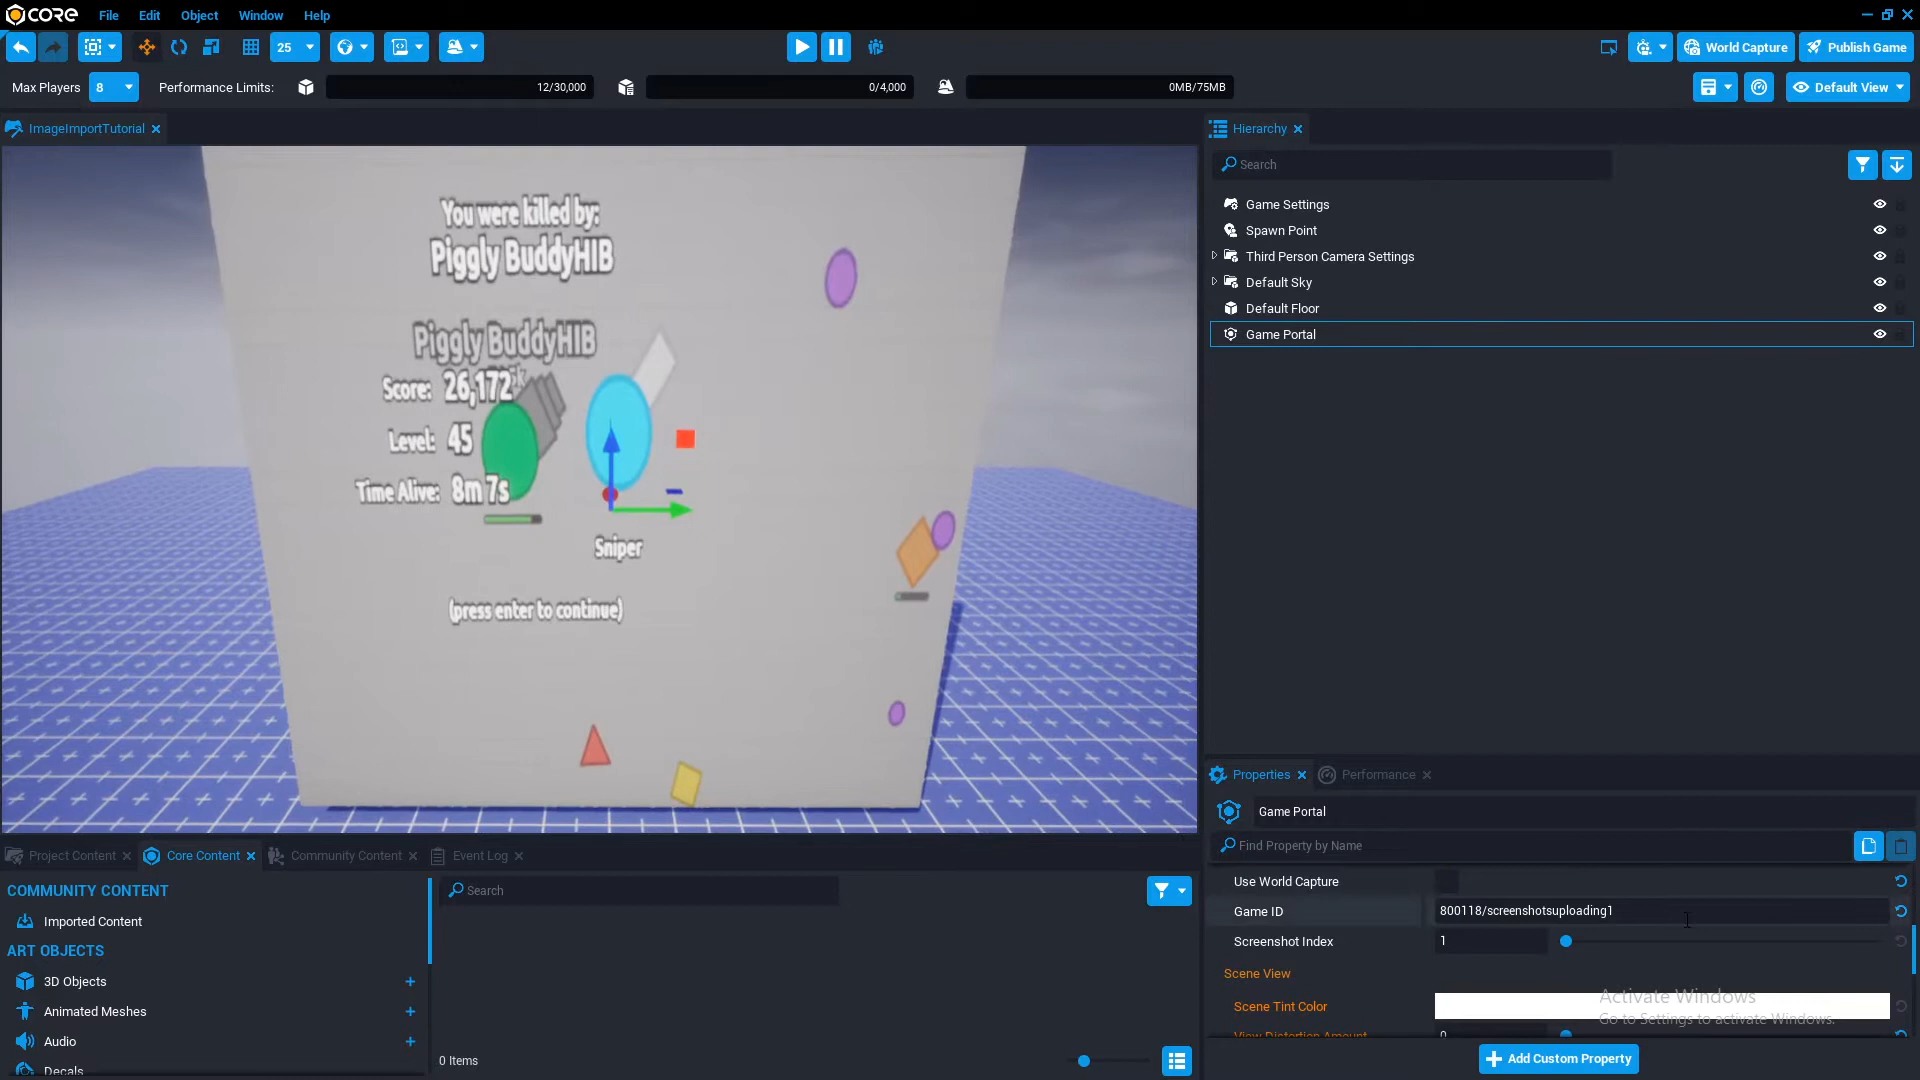 CORE
File Edit Object Window Help
25
World Capture
Publish Game
Max Players 8 Performance Limits: 12/30,000 0/4,000 0MB/75MB
Default View
ImageImportTutorial
Hierarchy
You were killed by:
Piggly BuddyHIB
Piggly BuddyHIB
Score: 26,172
Level: 45
Time Alive: 8m 7s
Sniper
(press enter to continue)
Search
Game Settings
Spawn Point
Third Person Camera Settings
Default Sky
Default Floor
Game Portal
Properties Performance
Game Portal
Find Property by Name
Use World Capture
Game ID 800118/screenshotsuploading1
Screenshot Index 1
Scene View
Scene Tint Color
View Distortion Amount 0
Activate Windows
Go to Settings to activate Windows.
Add Custom Property
Project Content Core Content Community Content Event Log
COMMUNITY CONTENT
Imported Content
ART OBJECTS
3D Objects
Animated Meshes
Audio
Decals
Search
0 Items